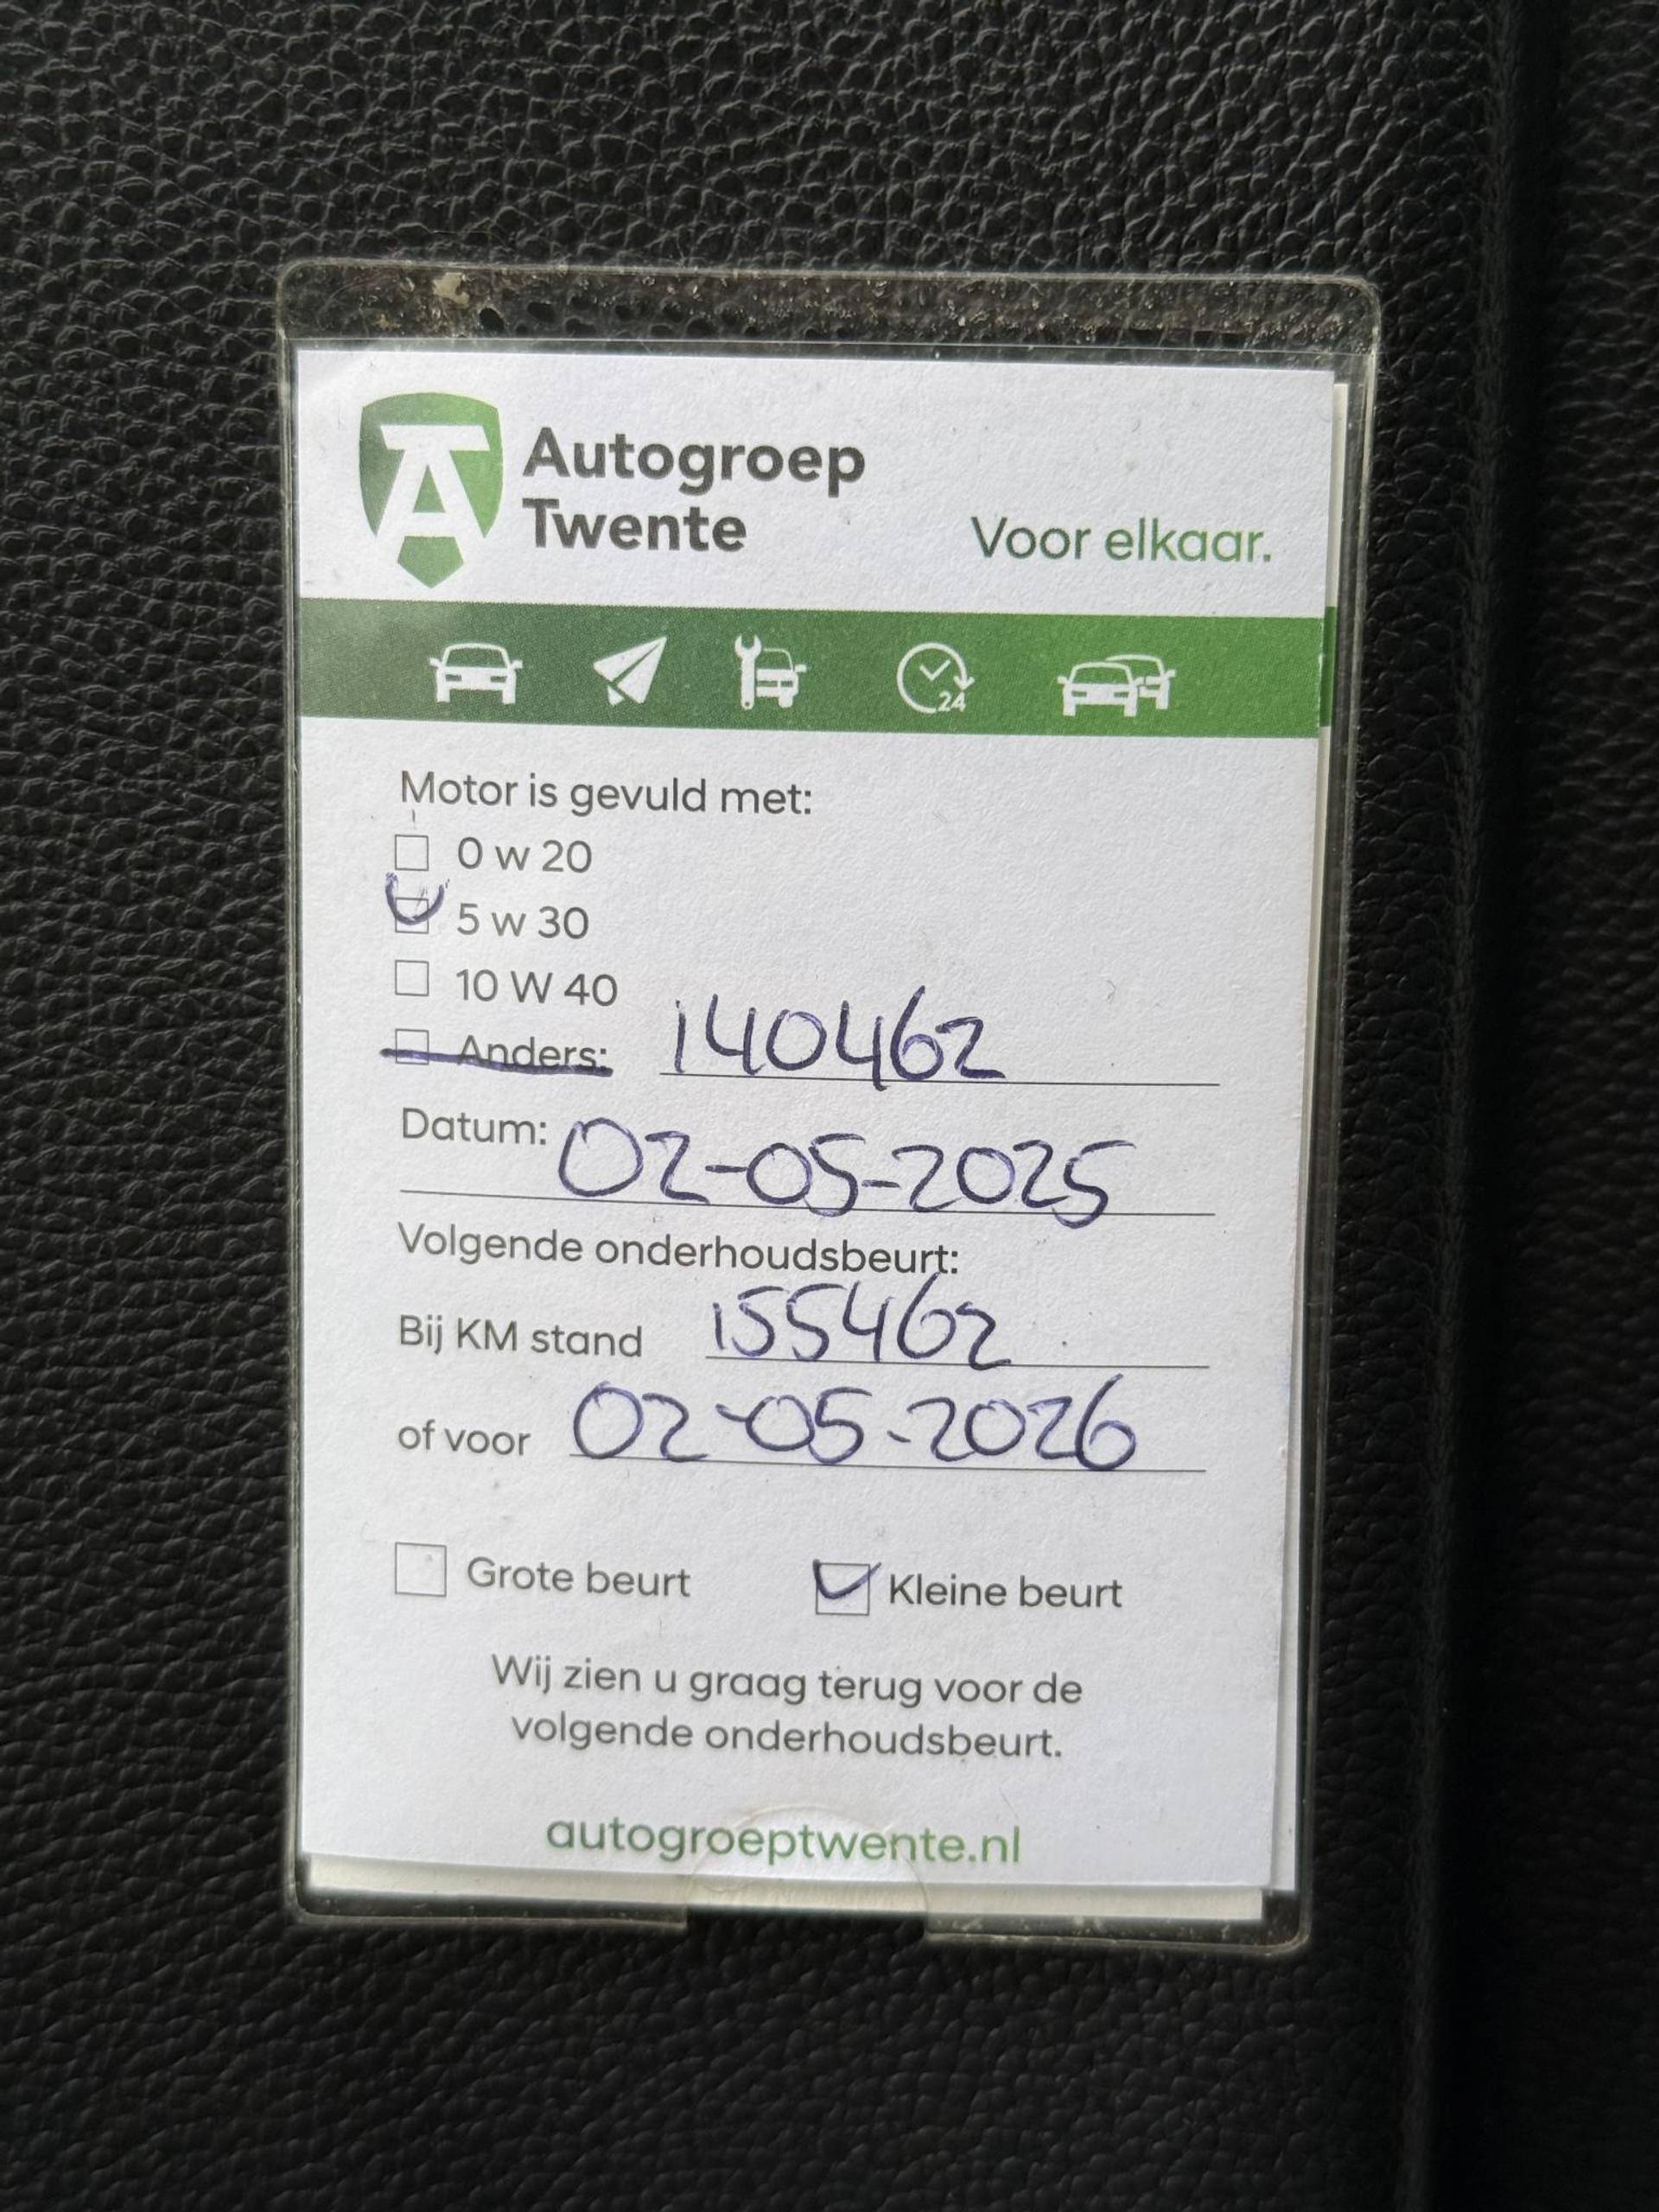 Autogroep
Twente
Voor elkaar.
24
Motor is gevuld met:
0 w 20
5 w 30
10 W 40
Anders: 140462
Datum: 02-05-2025
Volgende onderhoudsbeurt:
Bij KM stand 155462
of voor 02-05-2026
Grote beurt Kleine beurt
Wij zien u graag terug voor de
volgende onderhoudsbeurt.
autogroeptwente.nl